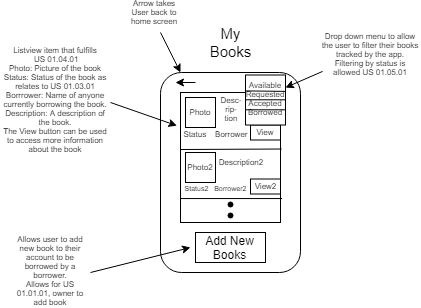 Arrow takes
User back to
home screen
My
Books
Drop down menu to allow
the user to filter their books
tracked by the app.
Filtering by status is
allowed US 01.05.01
Listview item that fulfills
US 01.04.01
Photo: Picture of the book
Status: Status of the book as
relates to US 01.03.01
Borrrower: Name of anyone
currently borrowing the book.
Description: A description of
the book.
The View button can be used
to access more information
about the book
Available
Requested
Accepted
Borrowed
Photo
Desc-
rip-
tion
Status
Borrower
View
Photo2
Description2
Status2
Borrower2
View2
Add New
Books
Allows user to add
new book to their
account to be
borrowed by a
borrower.
Allows for US
01.01.01, owner to
add book